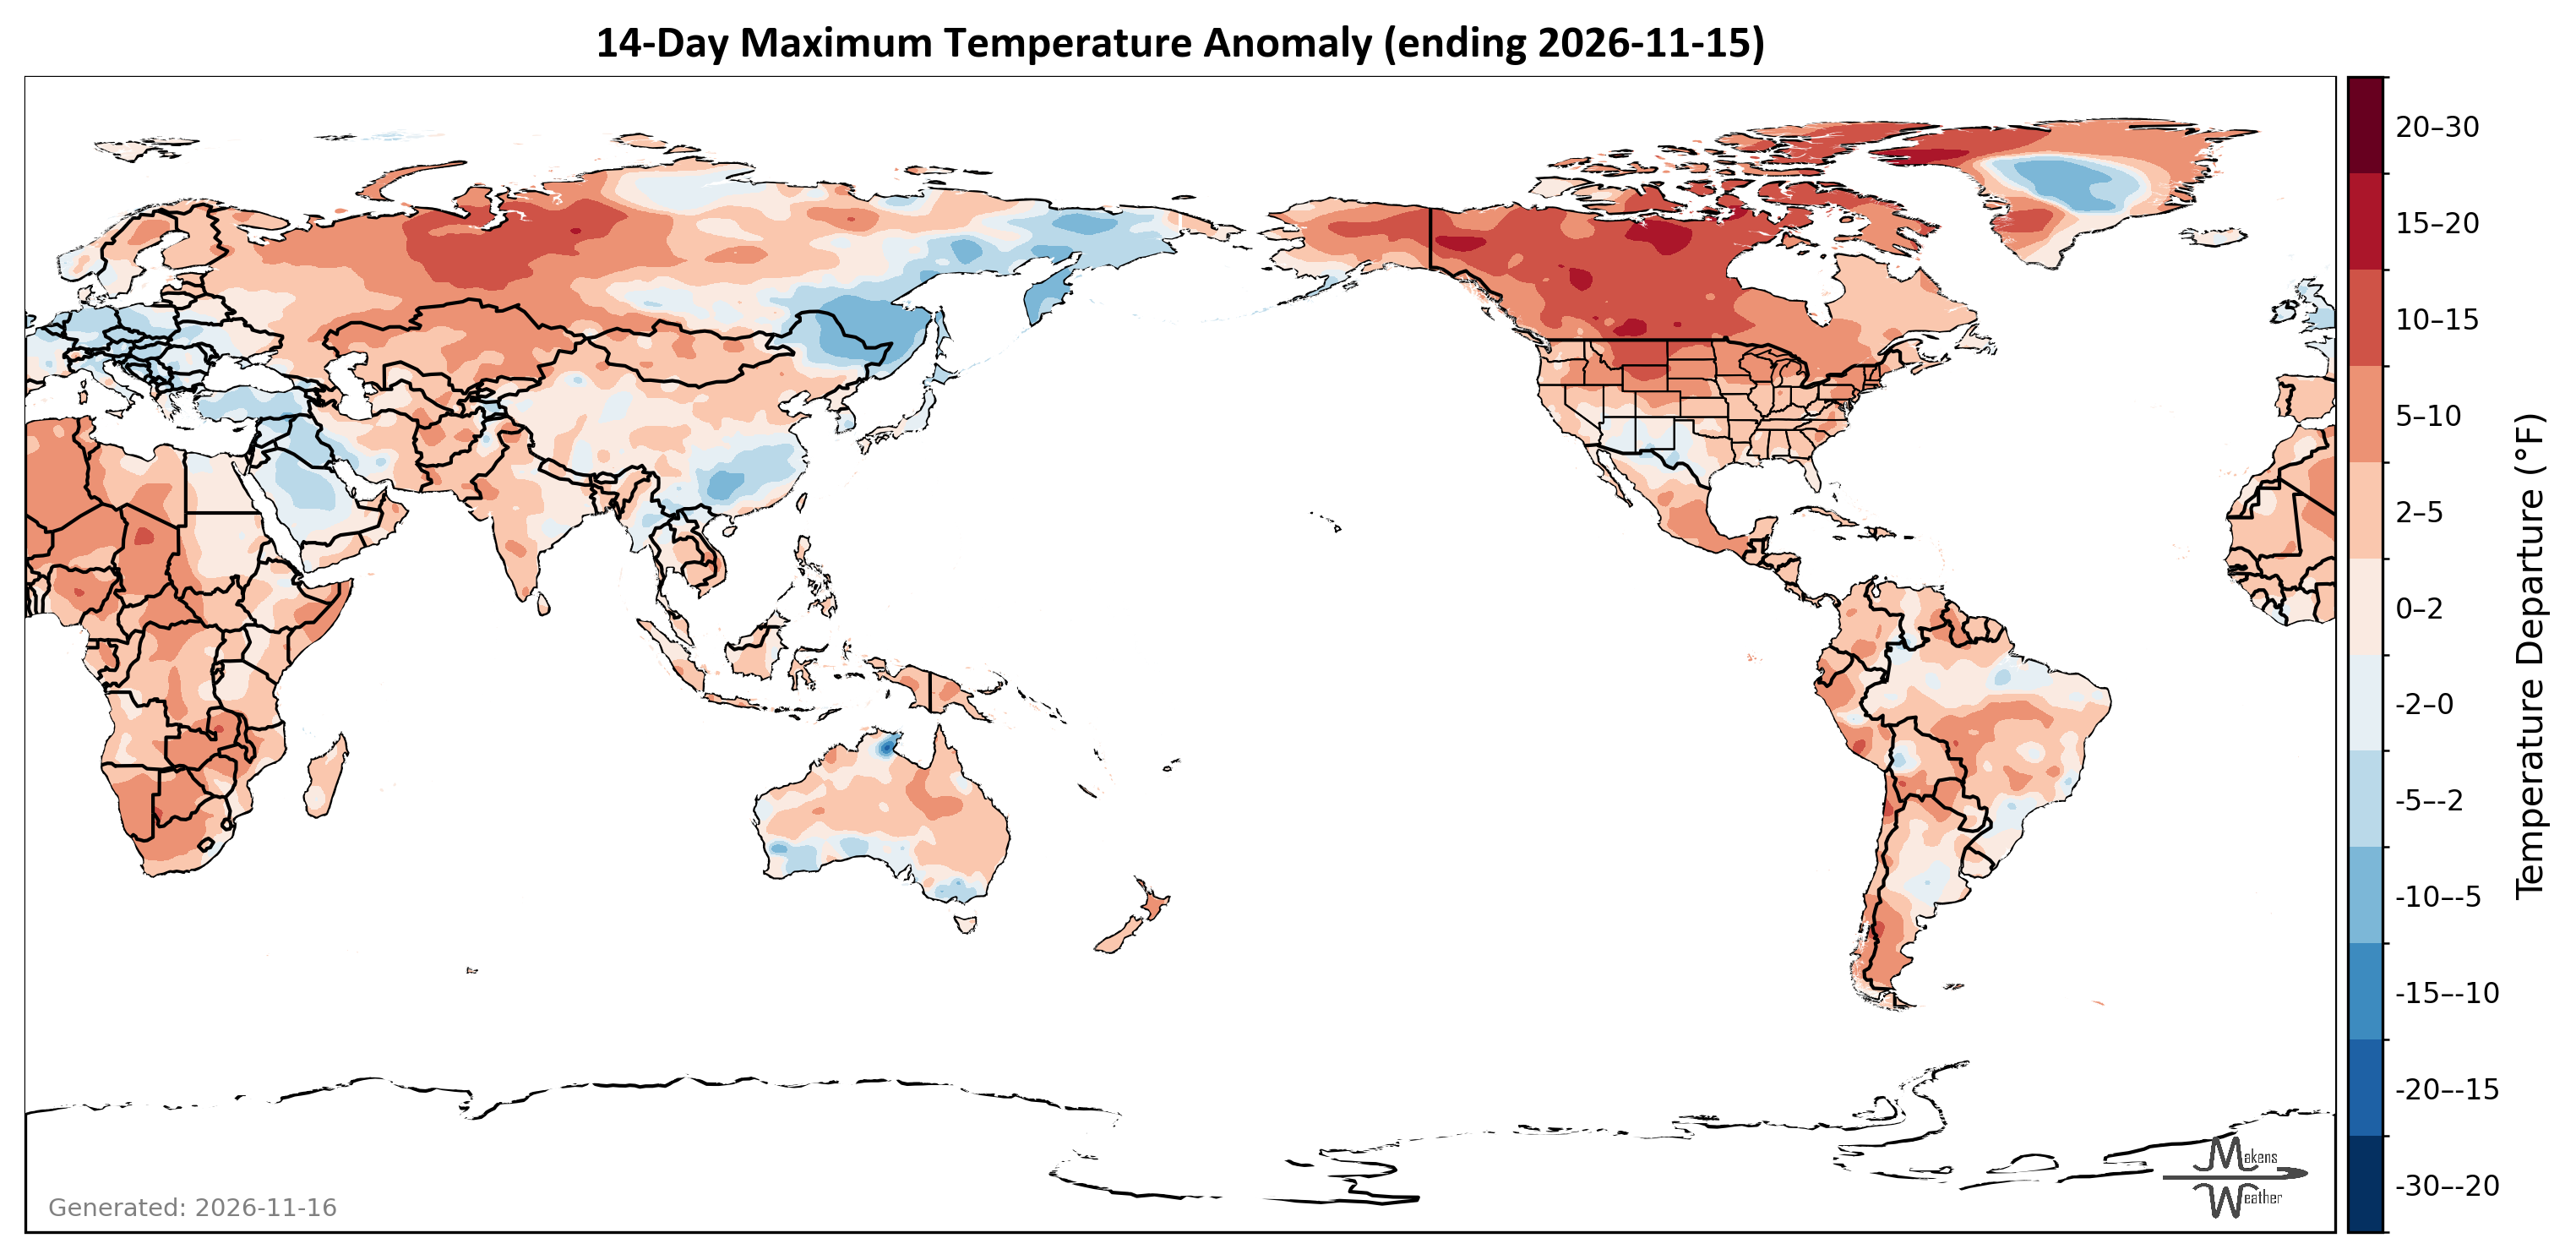 14-Day Maximum Temperature Anomaly (ending 2026-11-15)
20–30
15–20
10–15
5–10
2–5
0–2
-2–0
-5–-2
-10–-5
-15–-10
-20–-15
-30–-20
Temperature Departure (°F)
Generated: 2026-11-16
Makens
Weather